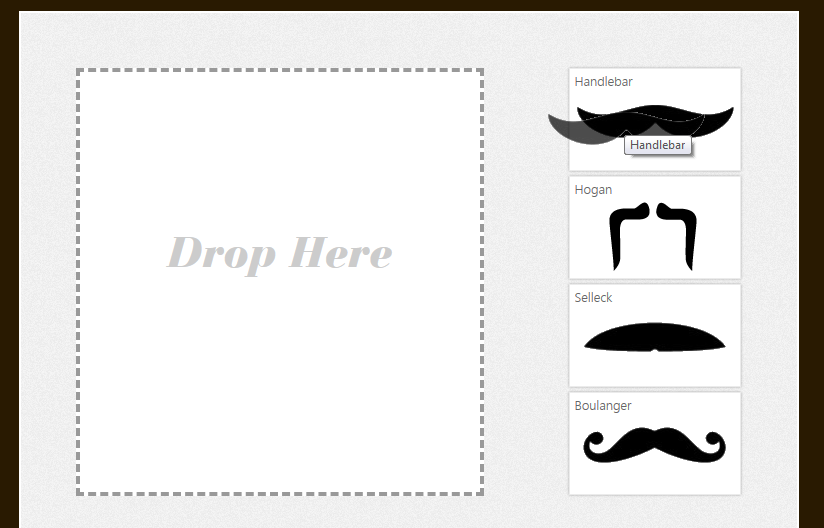 Drop Here
Handlebar
Handlebar
Hogan
Selleck
Boulanger